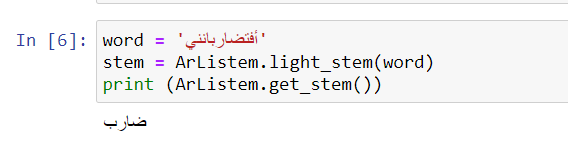 In [6]: word = 'أفتضاربانني'
stem = ArListem.light_stem(word)
print (ArListem.get_stem())
ضارب